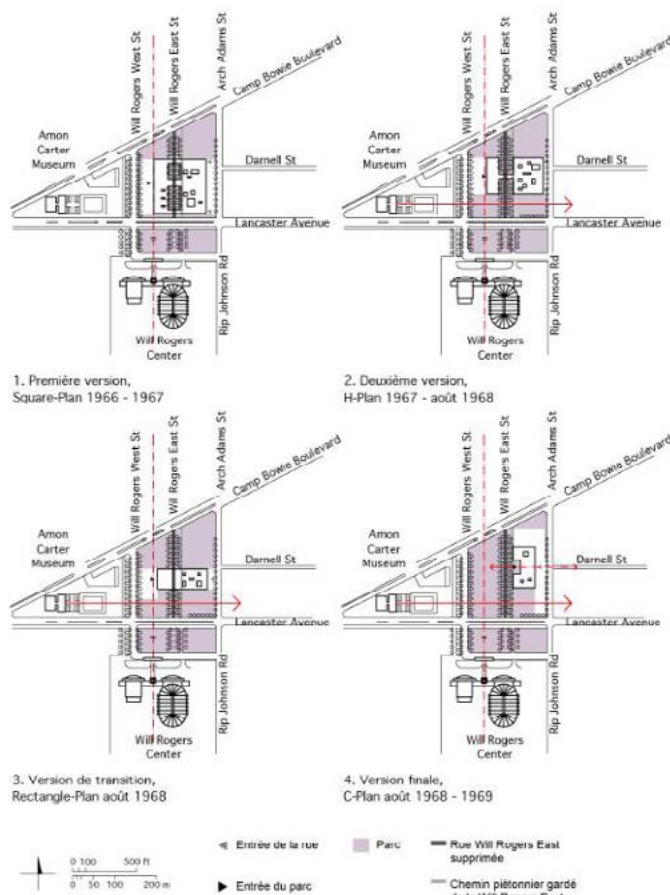 Will Rogers West St
Will Rogers East St
Arch Adams St
Camp Bowie Boulevard
Amon
Carter
Museum
Darnell St
Lancaster Avenue
Rip Johnson Rd
Will Rogers
Center
1. Première version,
Square-Plan 1966 - 1967
Will Rogers West St
Will Rogers East St
Arch Adams St
Camp Bowie Boulevard
Amon
Carter
Museum
Darnell St
Lancaster Avenue
Rip Johnson Rd
Will Rogers
Center
2. Deuxième version,
H-Plan 1967 - août 1968
Will Rogers West St
Will Rogers East St
Arch Adams St
Camp Bowie Boulevard
Amon
Carter
Museum
Darnell St
Lancaster Avenue
Rip Johnson Rd
Will Rogers
Center
3. Version de transition,
Rectangle-Plan août 1968
Will Rogers West St
Will Rogers East St
Arch Adams St
Camp Bowie Boulevard
Amon
Carter
Museum
Darnell St
Lancaster Avenue
Rip Johnson Rd
Will Rogers
Center
4. Version finale,
C-Plan août 1968 - 1969
0 100 500 ft
0 50 100 200 m
Entrée de la rue
Entrée du parc
Parc
Rue Will Rogers East
supprimée
Chemin piétonnier gardé